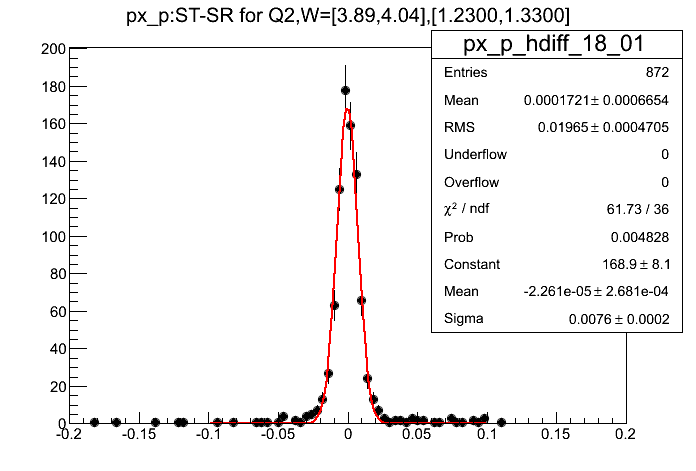 px_p:ST-SR for Q2,W=[3.89,4.04],[1.2300,1.3300]
px_p_hdiff_18_01
Entries 872
Mean 0.0001721± 0.0006654
RMS 0.01965± 0.0004705
Underflow 0
Overflow 0
χ² / ndf 61.73 / 36
Prob 0.004828
Constant 168.9± 8.1
Mean -2.261e-05± 2.681e-04
Sigma 0.0076± 0.0002
200
180
160
140
120
100
80
60
40
20
0
-0.2 -0.15 -0.1 -0.05 0 0.05 0.1 0.15 0.2